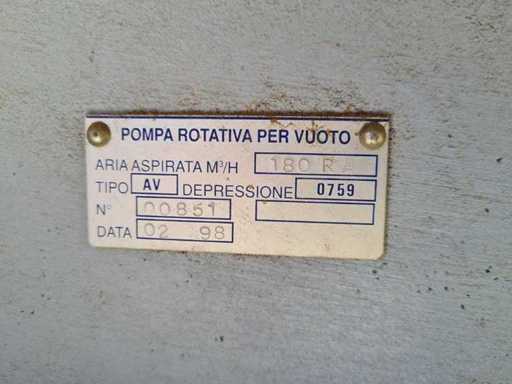 POMPA ROTATIVA PER VUOTO
ARIA ASPIRATA M³/H 180 RA
TIPO AV DEPRESSIONE 0759
N° 00851
DATA 02 98